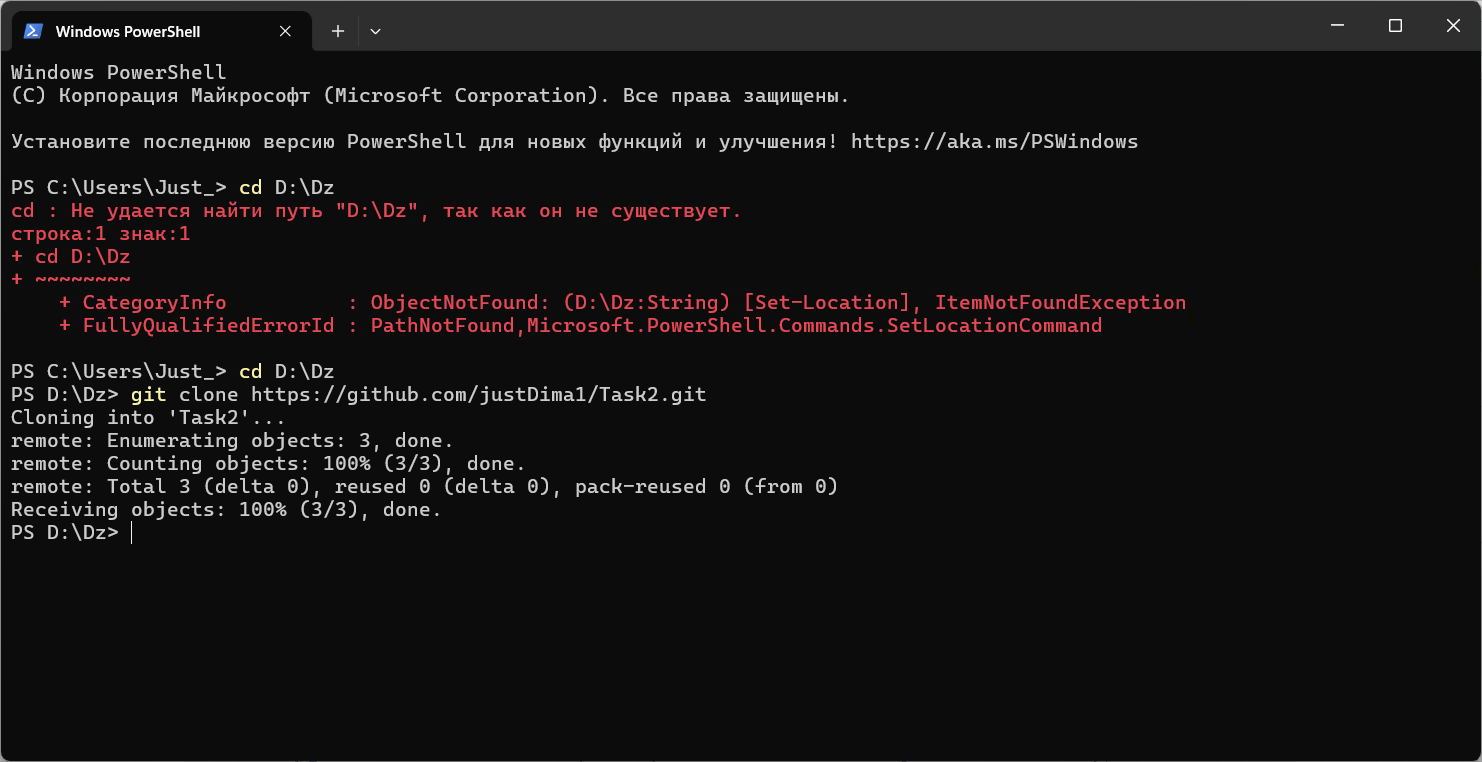 Windows PowerShell
Windows PowerShell
(C) Корпорация Майкрософт (Microsoft Corporation). Все права защищены.
Установите последнюю версию PowerShell для новых функций и улучшения! https://aka.ms/PSWindows
PS C:\Users\Just_> cd D:\Dz
cd : Не удается найти путь "D:\Dz", так как он не существует.
строка:1 знак:1
+ cd D:\Dz
+ ~~~~~~~~
    + CategoryInfo          : ObjectNotFound: (D:\Dz:String) [Set-Location], ItemNotFoundException
    + FullyQualifiedErrorId : PathNotFound,Microsoft.PowerShell.Commands.SetLocationCommand
PS C:\Users\Just_> cd D:\Dz
PS D:\Dz> git clone https://github.com/justDima1/Task2.git
Cloning into 'Task2'...
remote: Enumerating objects: 3, done.
remote: Counting objects: 100% (3/3), done.
remote: Total 3 (delta 0), reused 0 (delta 0), pack-reused 0 (from 0)
Receiving objects: 100% (3/3), done.
PS D:\Dz>